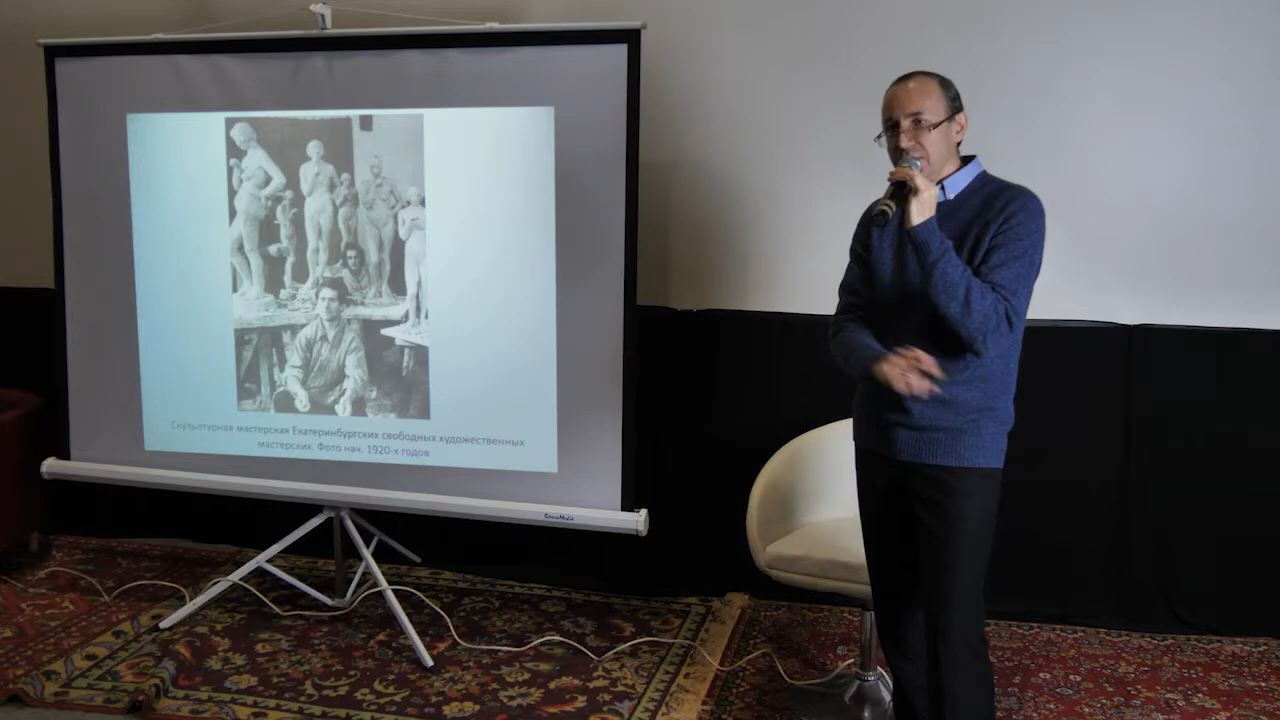 Скульптурная мастерская Екатеринбургских свободных художественных
мастерских. Фото нач. 1920-х годов